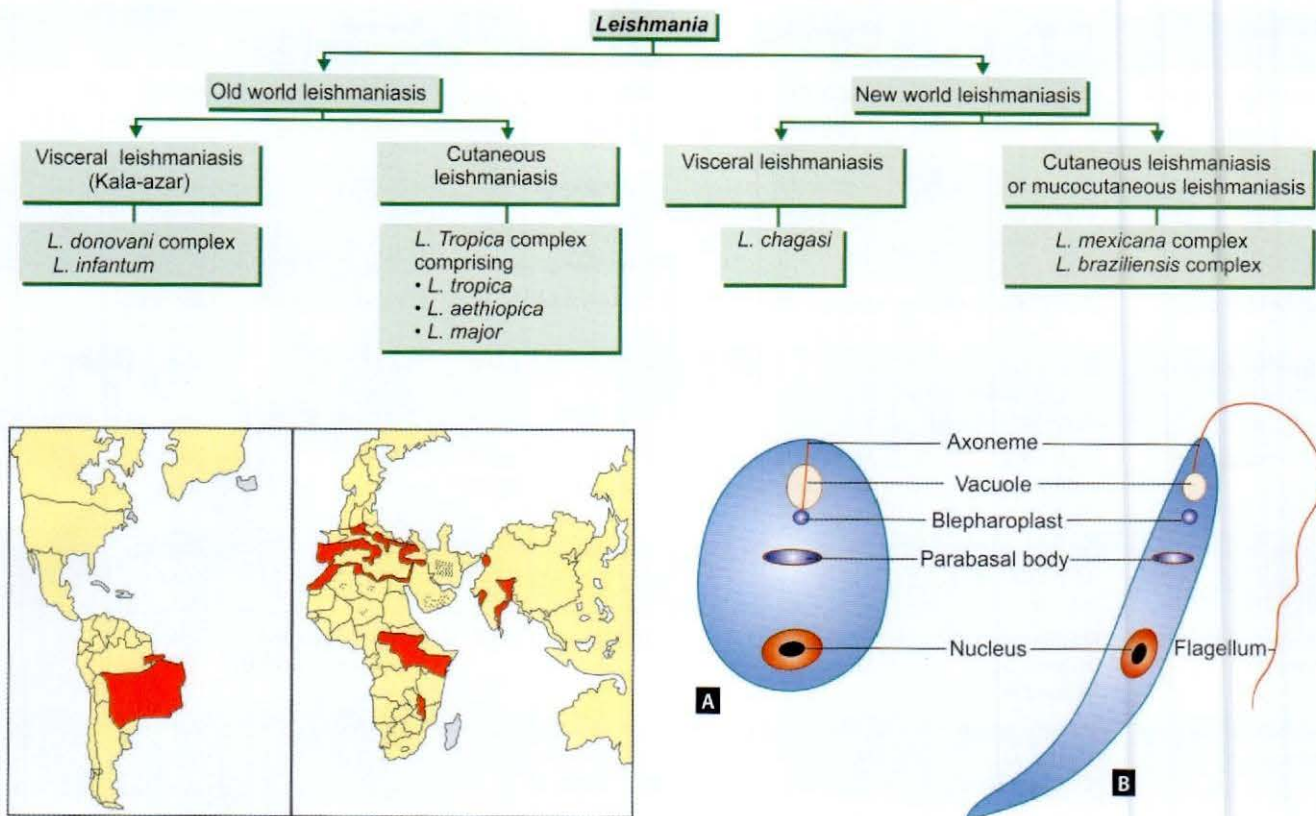 Leishmania
Old world leishmaniasis
New world leishmaniasis
Visceral leishmaniasis
(Kala-azar)
Cutaneous
leishmaniasis
Visceral leishmaniasis
Cutaneous leishmaniasis
or mucocutaneous leishmaniasis
L. donovani complex
L. infantum
L. Tropica complex
comprising
• L. tropica
• L. aethiopica
• L. major
L. chagasi
L. mexicana complex
L. braziliensis complex
Axoneme
Vacuole
Blepharoplast
Parabasal body
Nucleus
Flagellum
A
B